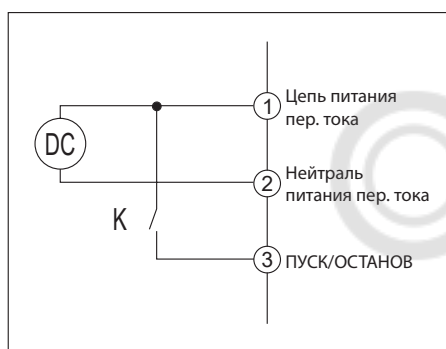 1 Цепь питания
пер. тока
DC
2 Нейтраль
питания пер. тока
K
3 ПУСК/ОСТАНОВ